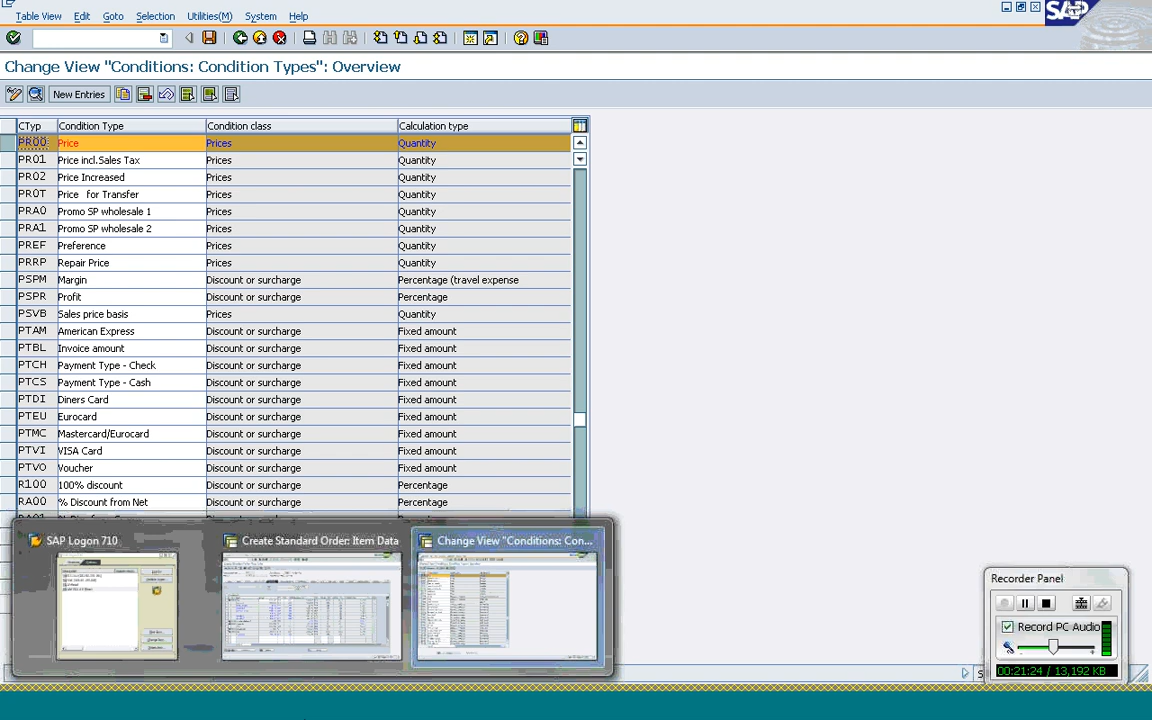 Table View Edit Goto Selection Utilities(M) System Help
SAP
Change View "Conditions: Condition Types": Overview
New Entries
CTyp Condition Type Condition class Calculation type
PR00 Price Prices Quantity
PR01 Price incl.Sales Tax Prices Quantity
PR02 Price Increased Prices Quantity
PR0T Price for Transfer Prices Quantity
PRA0 Promo SP wholesale 1 Prices Quantity
PRA1 Promo SP wholesale 2 Prices Quantity
PREF Preference Prices Quantity
PRRP Repair Price Prices Quantity
PSPM Margin Discount or surcharge Percentage (travel expense
PSPR Profit Discount or surcharge Percentage
PSVB Sales price basis Prices Quantity
PTAM American Express Discount or surcharge Fixed amount
PTBL Invoice amount Discount or surcharge Fixed amount
PTCH Payment Type - Check Discount or surcharge Fixed amount
PTCS Payment Type - Cash Discount or surcharge Fixed amount
PTDI Diners Card Discount or surcharge Fixed amount
PTEU Eurocard Discount or surcharge Fixed amount
PTMC Mastercard/Eurocard Discount or surcharge Fixed amount
PTVI VISA Card Discount or surcharge Fixed amount
PTVO Voucher Discount or surcharge Fixed amount
R100 100% discount Discount or surcharge Percentage
RA00 % Discount from Net Discount or surcharge Percentage
SAP Logon 710 Create Standard Order: Item Data Change View "Conditions: Con...
Recorder Panel
Record PC Audio
00:21:24 / 13,192 KB